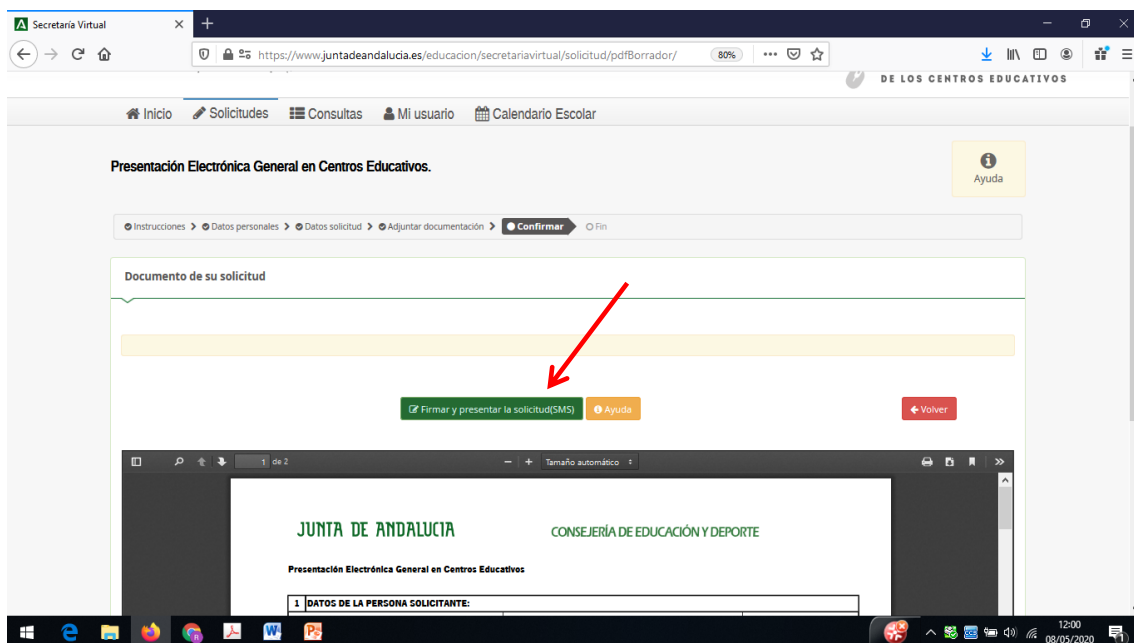 Secretaría Virtual
https://www.juntadeandalucia.es/educacion/secretariavirtual/solicitud/pdfBorrador/ 80%
DE LOS CENTROS EDUCATIVOS
Inicio Solicitudes Consultas Mi usuario Calendario Escolar
Presentación Electrónica General en Centros Educativos.
Ayuda
Instrucciones Datos personales Datos solicitud Adjuntar documentación Confirmar Fin
Documento de su solicitud
Firmar y presentar la solicitud(SMS) Ayuda Volver
1 de 2 Tamaño automático
JUNTA DE ANDALUCIA CONSEJERÍA DE EDUCACIÓN Y DEPORTE
Presentación Electrónica General en Centros Educativos
1 DATOS DE LA PERSONA SOLICITANTE:
12:00
08/05/2020